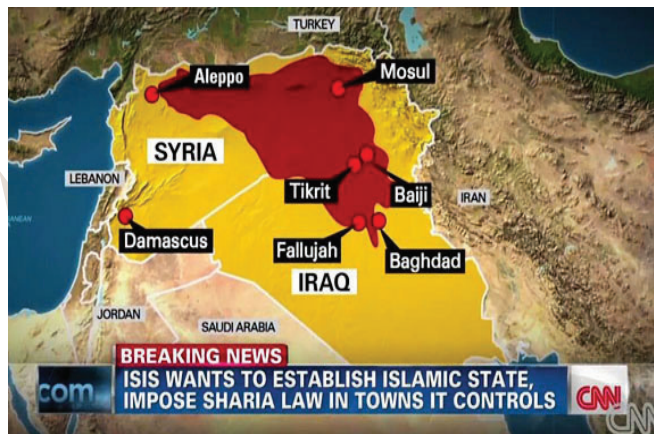 TURKEY
Aleppo
Mosul
SYRIA
LEBANON
Tikrit
Baiji
IRAN
Damascus
Fallujah
Baghdad
IRAQ
JORDAN
SAUDI ARABIA
BREAKING NEWS
com
ISIS WANTS TO ESTABLISH ISLAMIC STATE,
IMPOSE SHARIA LAW IN TOWNS IT CONTROLS
CNN
CNN